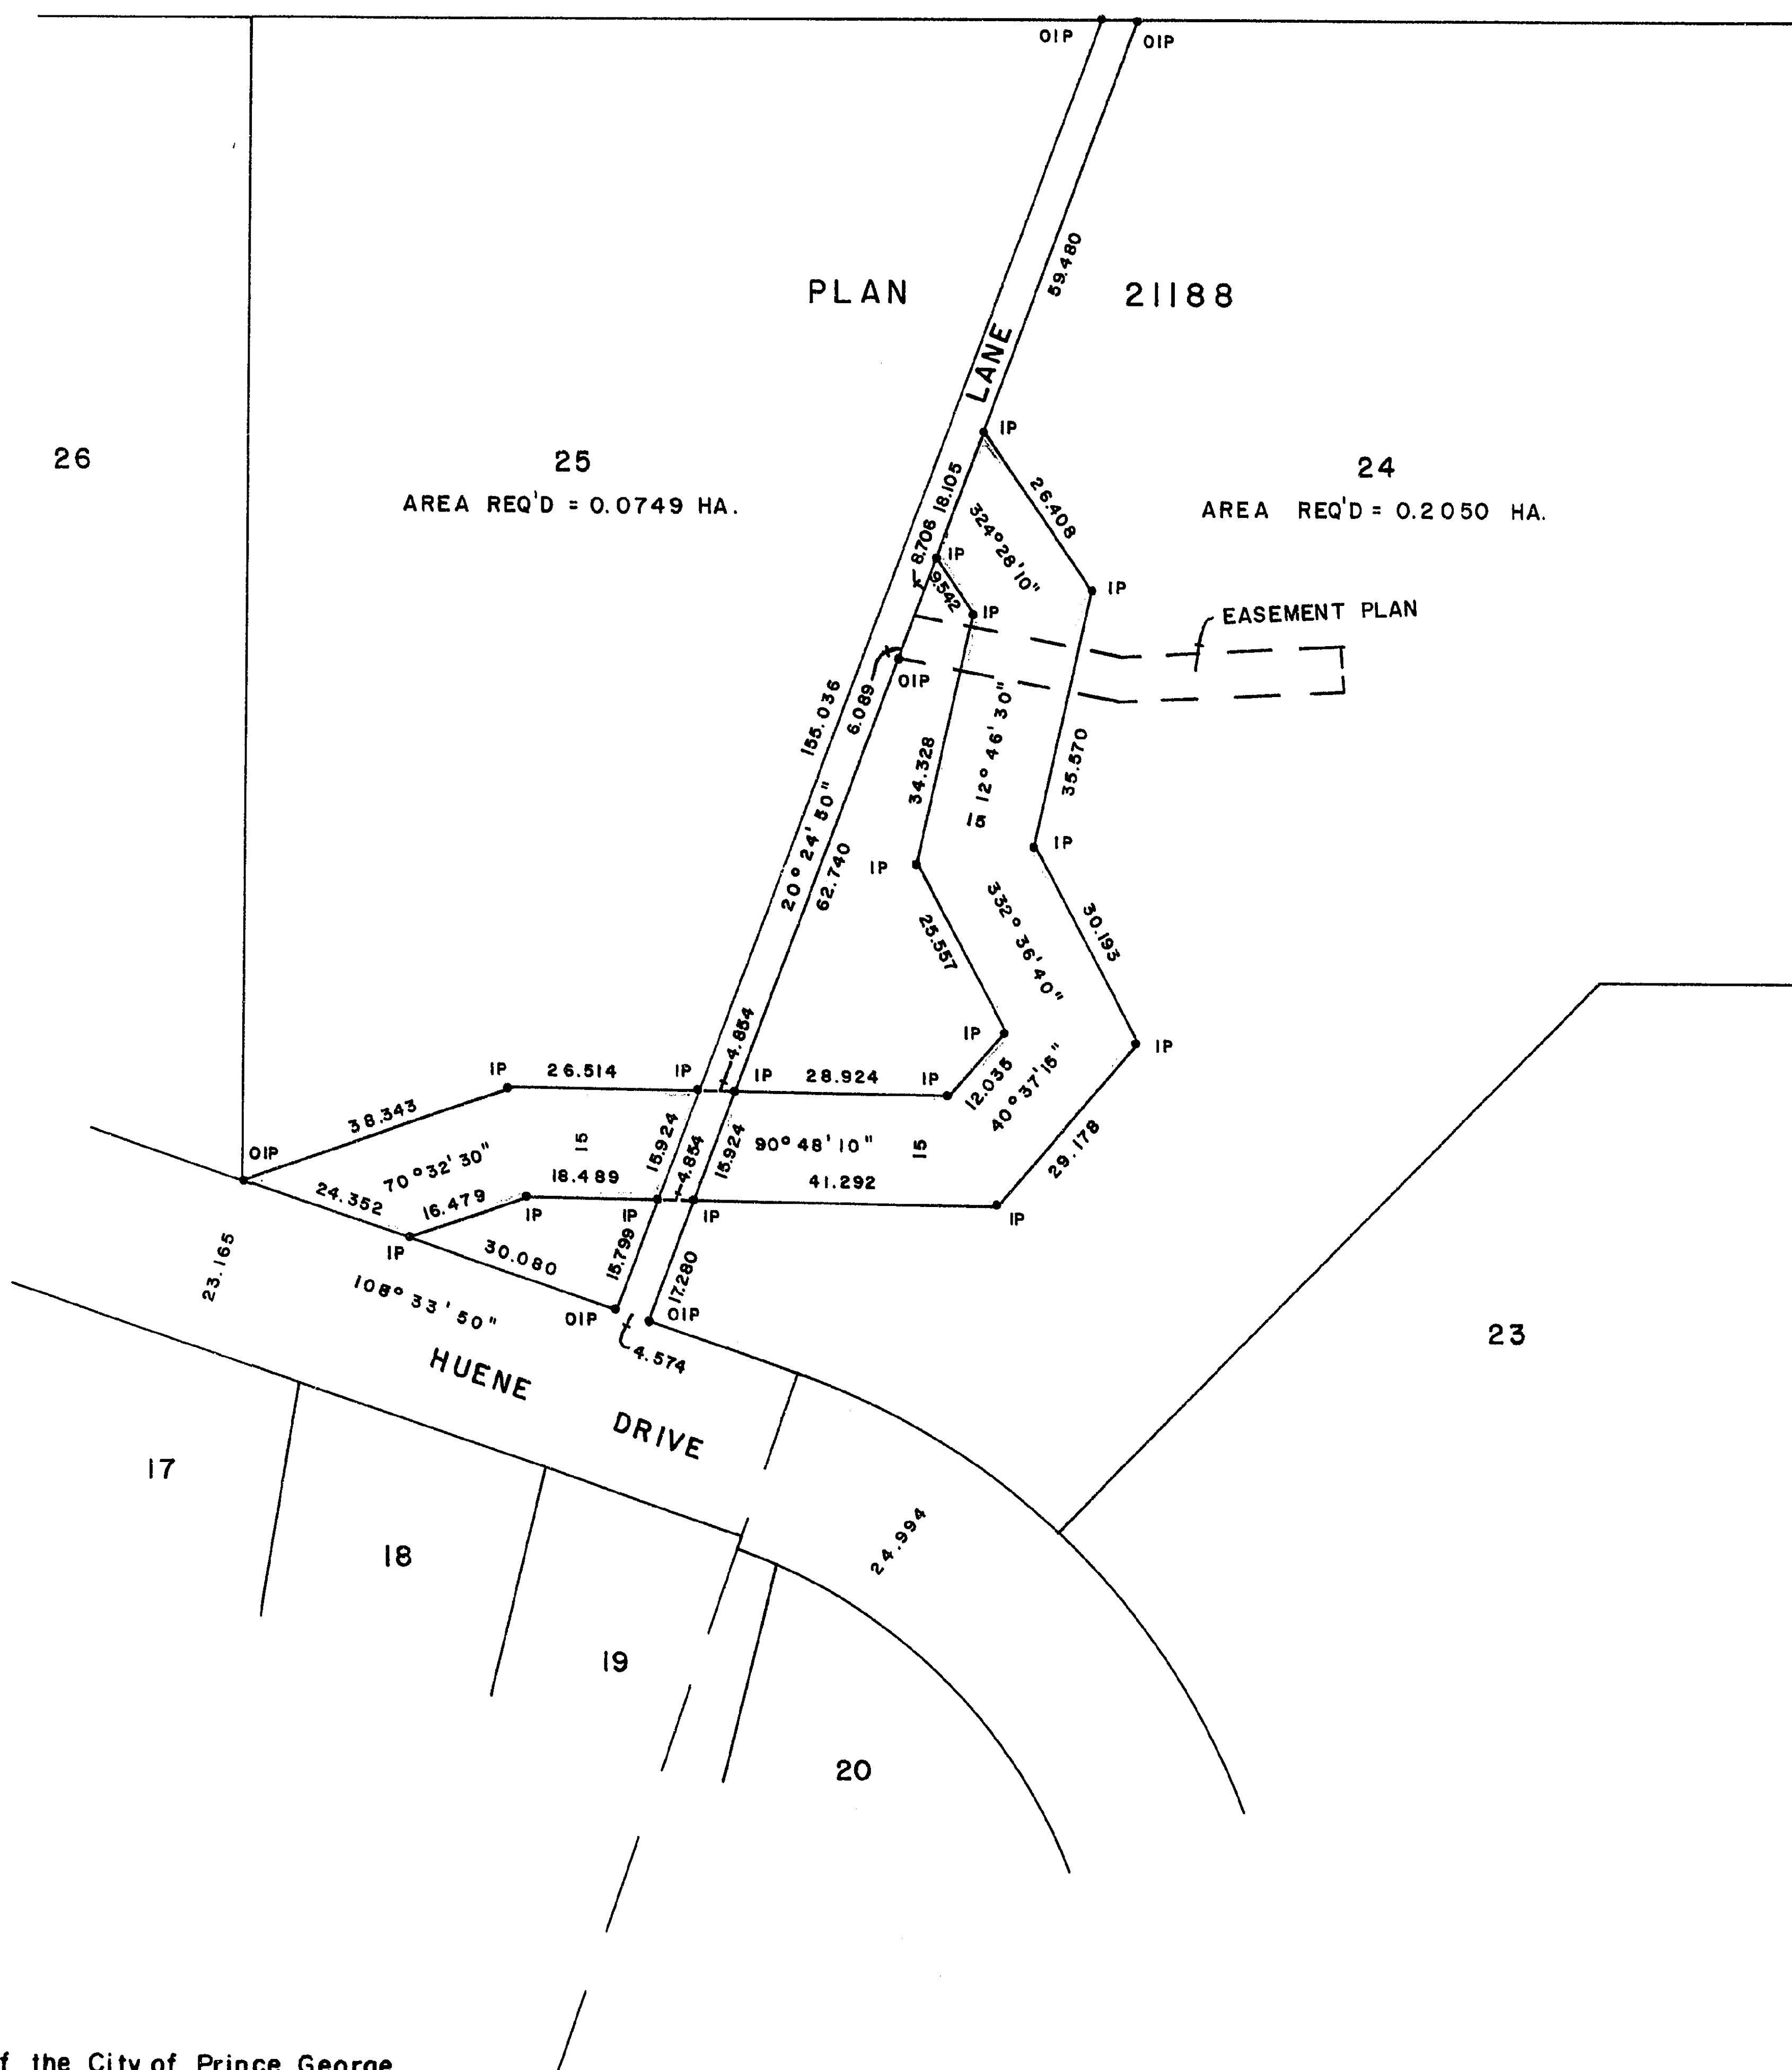 OIP
OIP
59.480
PLAN 21188
LANE
26
25
AREA REQ'D = 0.0749 HA.
24
AREA REQ'D = 0.2050 HA.
IP
18.105
26.408
324° 28' 10"
8.706
IP
9.542
IP
IP
EASEMENT PLAN
OIP
6.089
155.036
34.328
15
12° 46' 30"
35.570
20° 24' 50"
62.740
IP
IP
25.557
332° 36' 40"
30.193
4.854
IP
IP
IP
26.514
IP
IP
28.924
IP
12.035
40° 37' 15"
38.343
OIP
70° 32' 30"
15
15.924
4.854
15.924
90° 48' 10"
15
29.178
24.352
16.479
18.489
41.292
IP
IP
IP
IP
IP
23.165
30.080
15.799
17.280
108° 33' 50"
OIP
OIP
4.574
23
HUENE DRIVE
17
18
24.994
19
20
f the City of Prince George